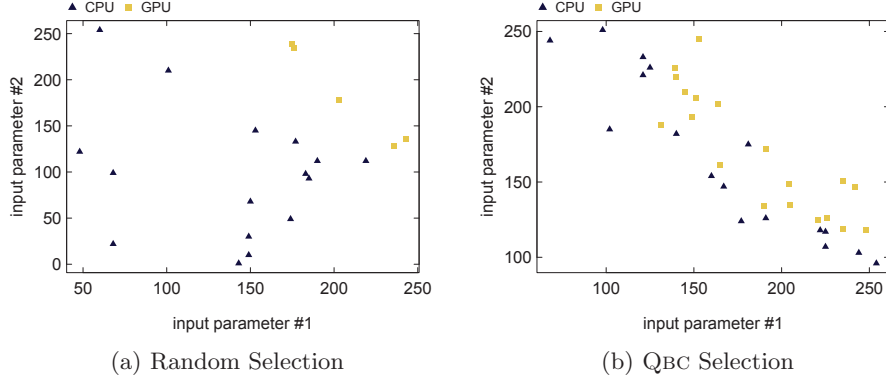 CPU GPU
250
200
150
100
50
0
50 100 150 200 250
input parameter #2
input parameter #1
(a) Random Selection
CPU GPU
250
200
150
100
100 150 200 250
input parameter #2
input parameter #1
(b) QBC Selection